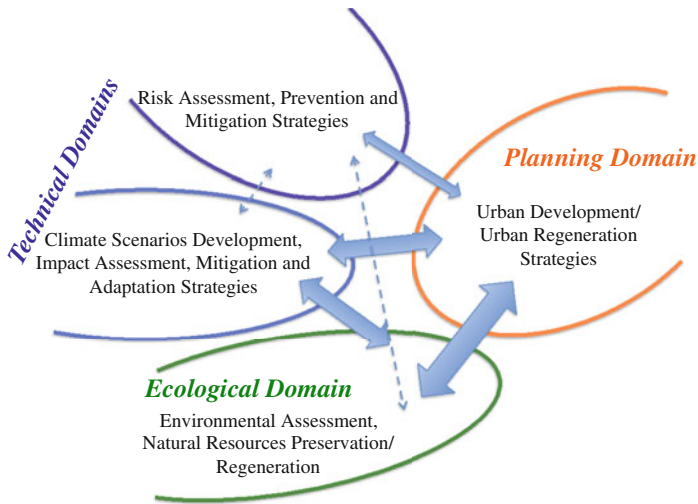 Technical Domains
Risk Assessment, Prevention and
Mitigation Strategies
Planning Domain
Urban Development/
Urban Regeneration
Strategies
Climate Scenarios Development,
Impact Assessment, Mitigation and
Adaptation Strategies
Ecological Domain
Environmental Assessment,
Natural Resources Preservation/
Regeneration